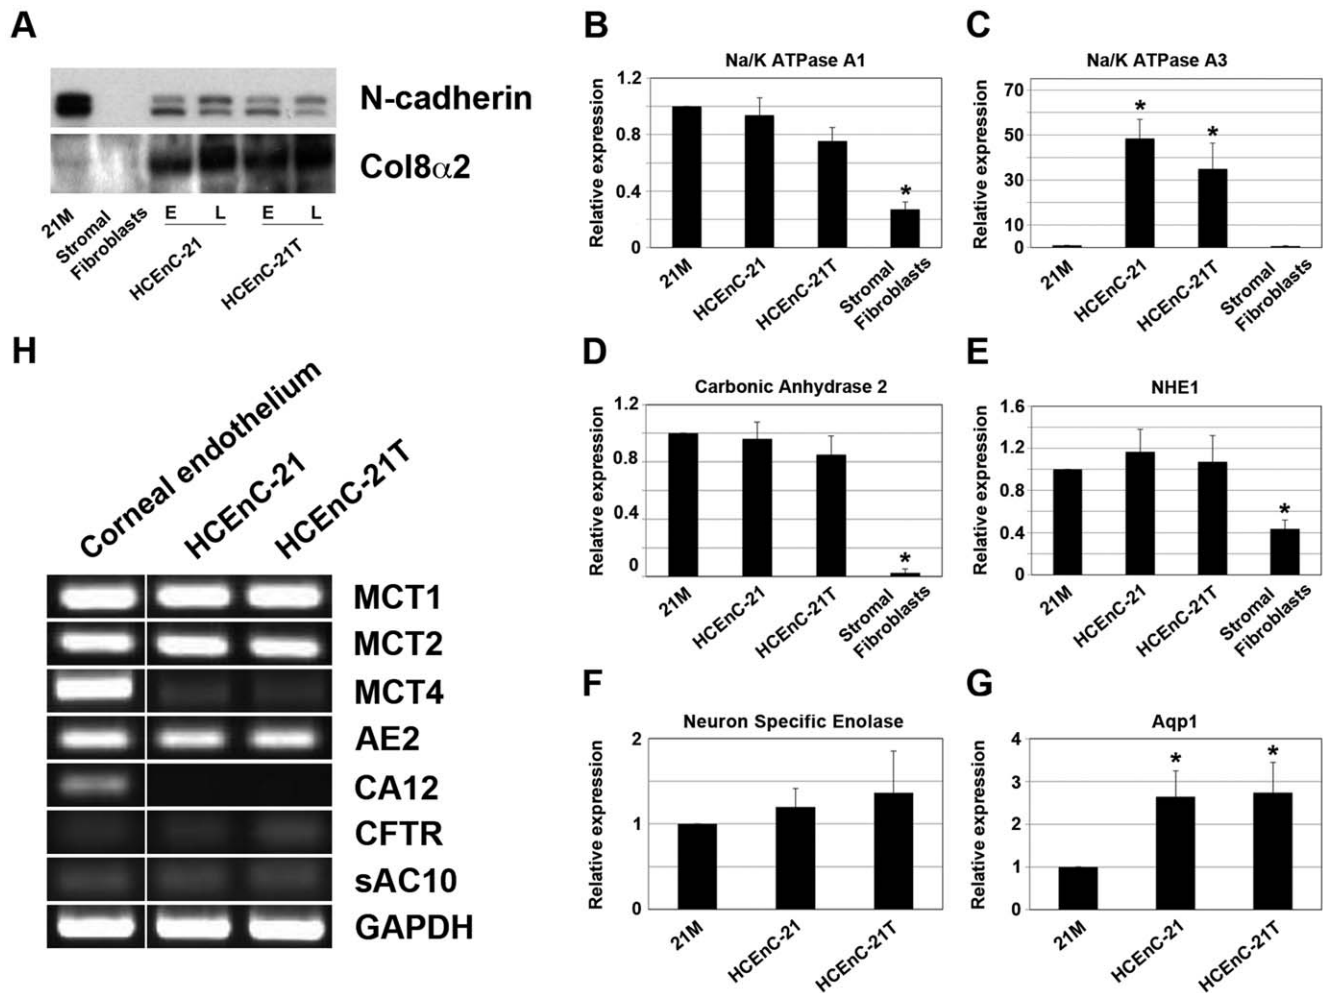 A
N-cadherin
Col8α2
21M
Stromal
Fibroblasts
E
L
E
L
HCEnC-21
HCEnC-21T
B
Na/K ATPase A1
Relative expression
1.2
0.8
0.4
0
*
21M
HCEnC-21
HCEnC-21T
Stromal
Fibroblasts
C
Na/K ATPase A3
Relative expression
70
50
30
10
0
*
*
21M
HCEnC-21
HCEnC-21T
Stromal
Fibroblasts
D
Carbonic Anhydrase 2
Relative expression
1.2
0.8
0.4
0
*
21M
HCEnC-21
HCEnC-21T
Stromal
Fibroblasts
E
NHE1
Relative expression
1.6
1.2
0.8
0.4
0
*
21M
HCEnC-21
HCEnC-21T
Stromal
Fibroblasts
F
Neuron Specific Enolase
Relative expression
2
1
0
21M
HCEnC-21
HCEnC-21T
G
Aqp1
Relative expression
4
3
2
1
0
*
*
21M
HCEnC-21
HCEnC-21T
H
Corneal endothelium
HCEnC-21
HCEnC-21T
MCT1
MCT2
MCT4
AE2
CA12
CFTR
sAC10
GAPDH